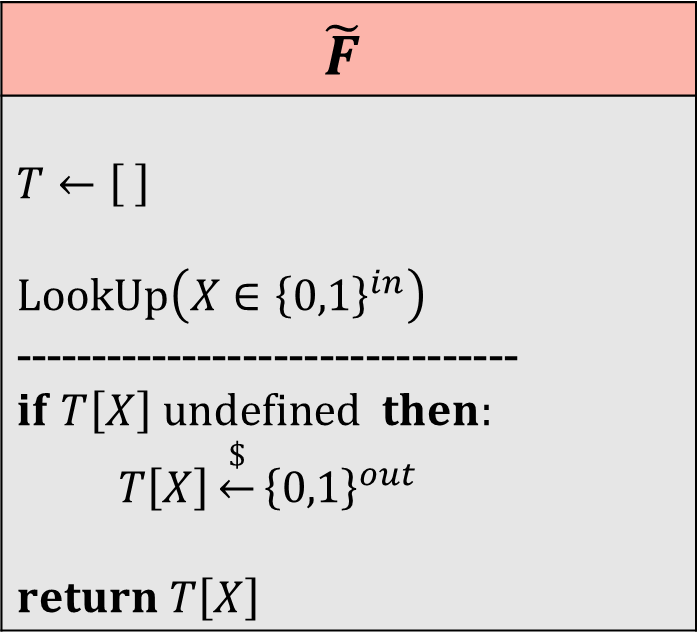 F̃
T ← [ ]
LookUp(X ∈ {0,1}^{in})
---------------------------------
if T[X] undefined then:
T[X] $← {0,1}^{out}
return T[X]